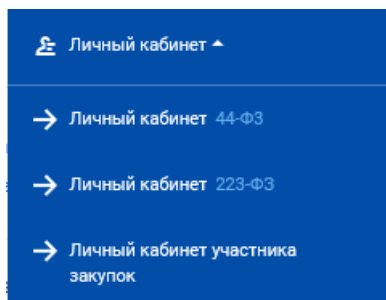 Личный кабинет
Личный кабинет 44-ФЗ
Личный кабинет 223-ФЗ
Личный кабинет участника
закупок